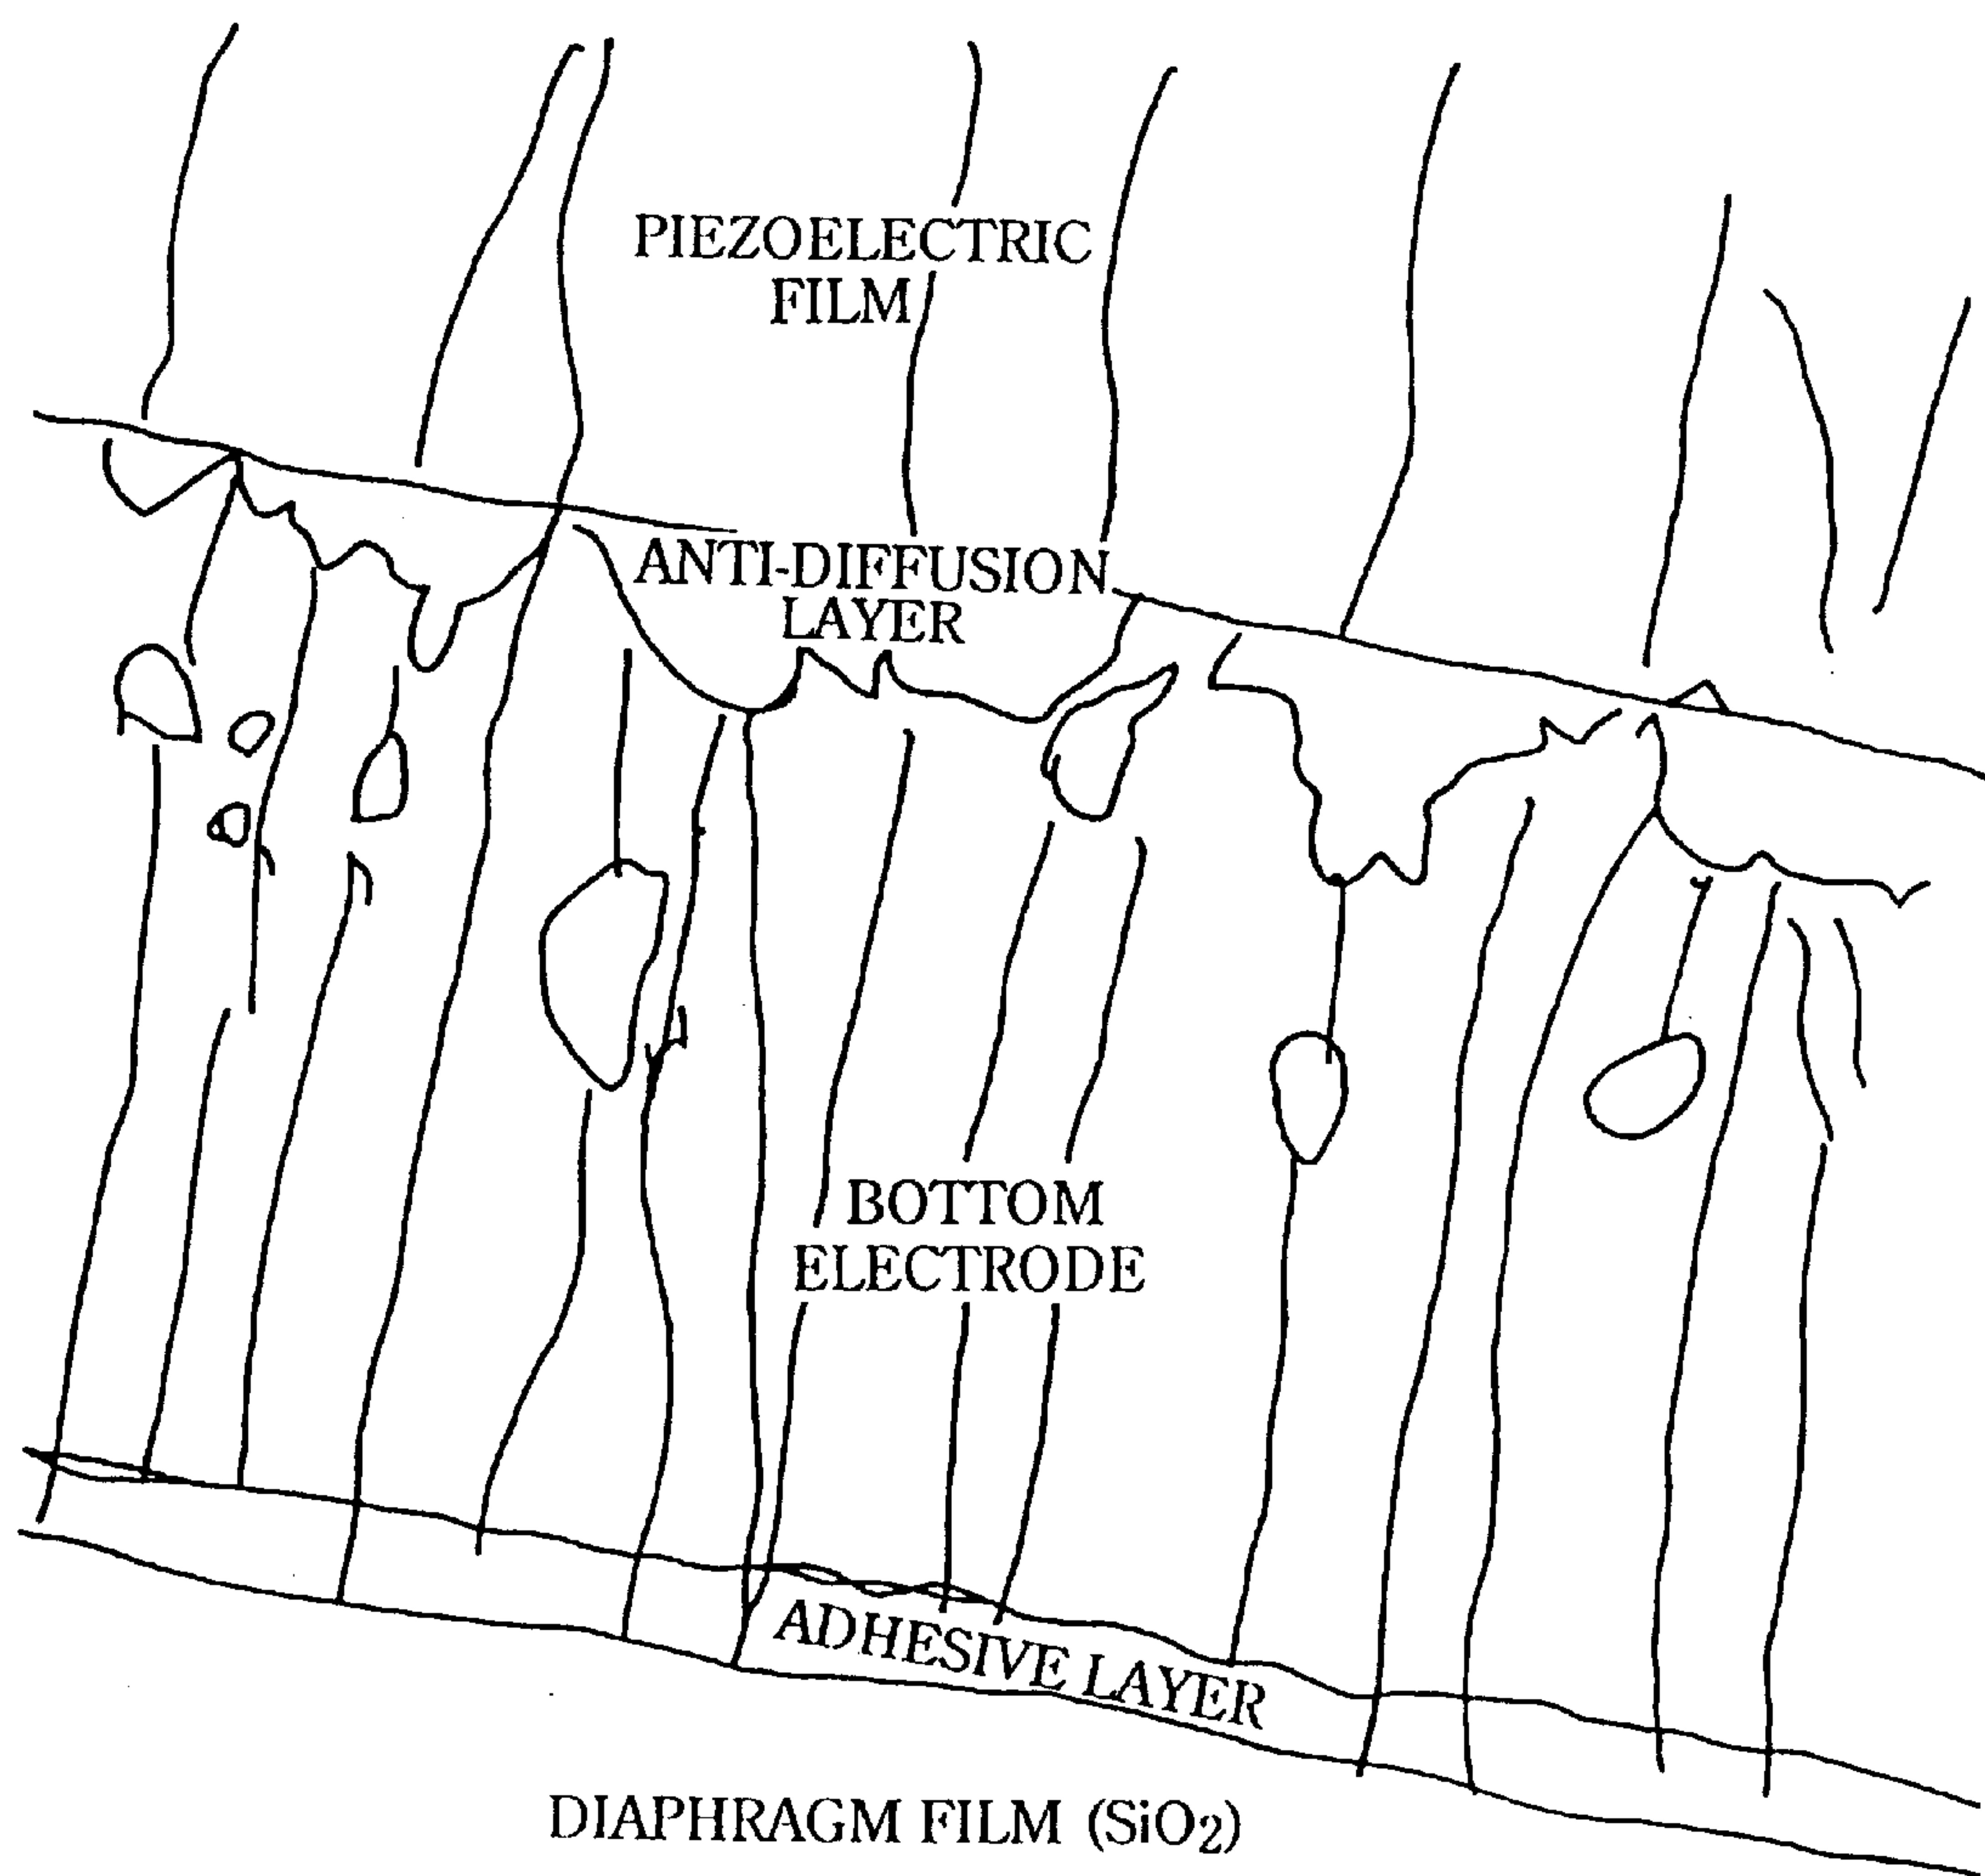 PIEZOELECTRIC
FILM
ANTI-DIFFUSION
LAYER
BOTTOM
ELECTRODE
ADHESIVE LAYER
DIAPHRAGM FILM (SiO₂)